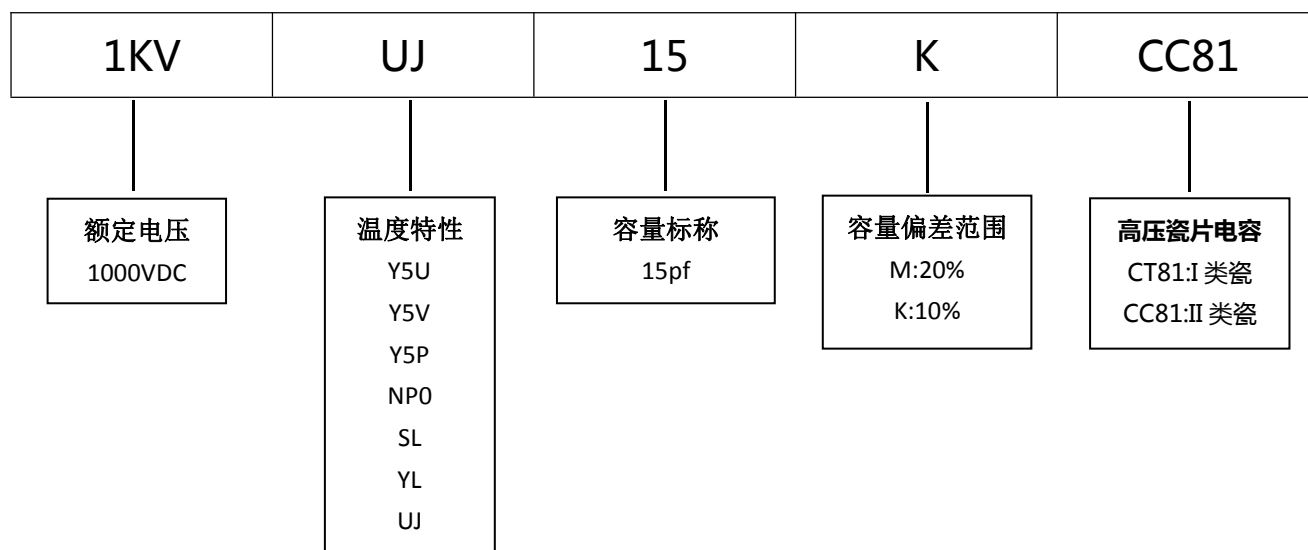 1KV
UJ
15
K
CC81
额定电压
1000VDC
温度特性
Y5U
Y5V
Y5P
NP0
SL
YL
UJ
容量标称
15pf
容量偏差范围
M:20%
K:10%
高压瓷片电容
CT81:I 类瓷
CC81:II 类瓷